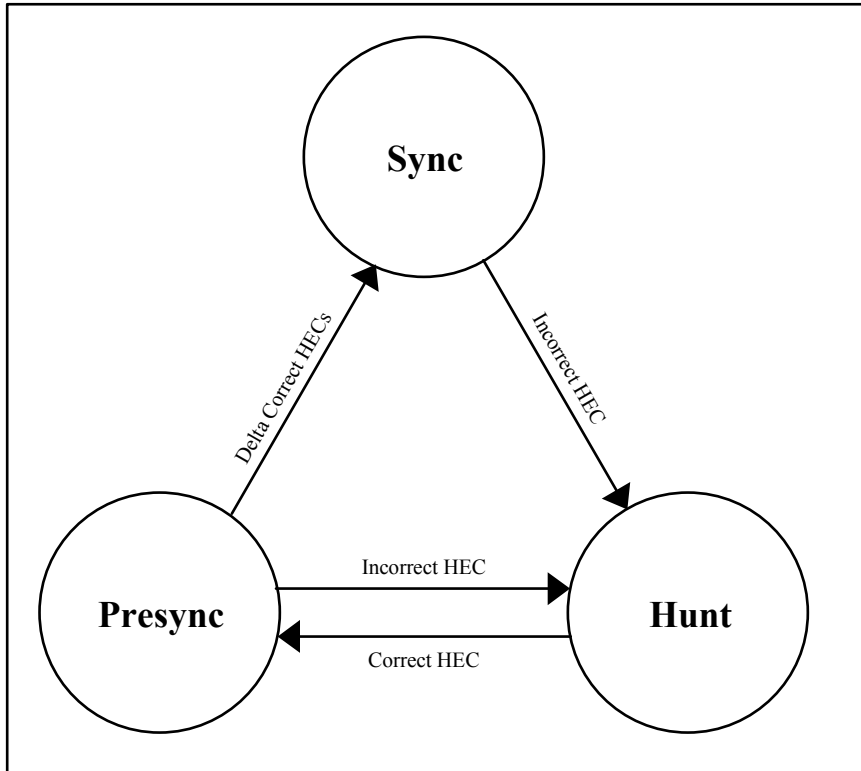 Sync
Delta Correct HECs
Incorrect HEC
Incorrect HEC
Presync
Hunt
Correct HEC